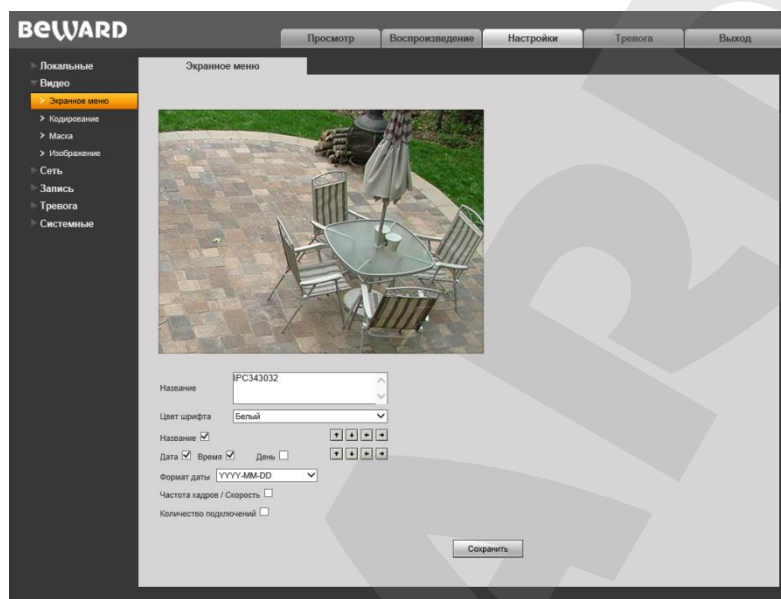 BEWARD
Просмотр Воспроизведение Настройки Тревога Выход
Локальные
Видео
Экранное меню
Кодирование
Маска
Изображение
Сеть
Запись
Тревога
Системные
Экранное меню
Название IPC343032
Цвет шрифта Белый
Название
Дата Время День
Формат даты YYYY-MM-DD
Частота кадров / Скорость
Количество подключений
Сохранить